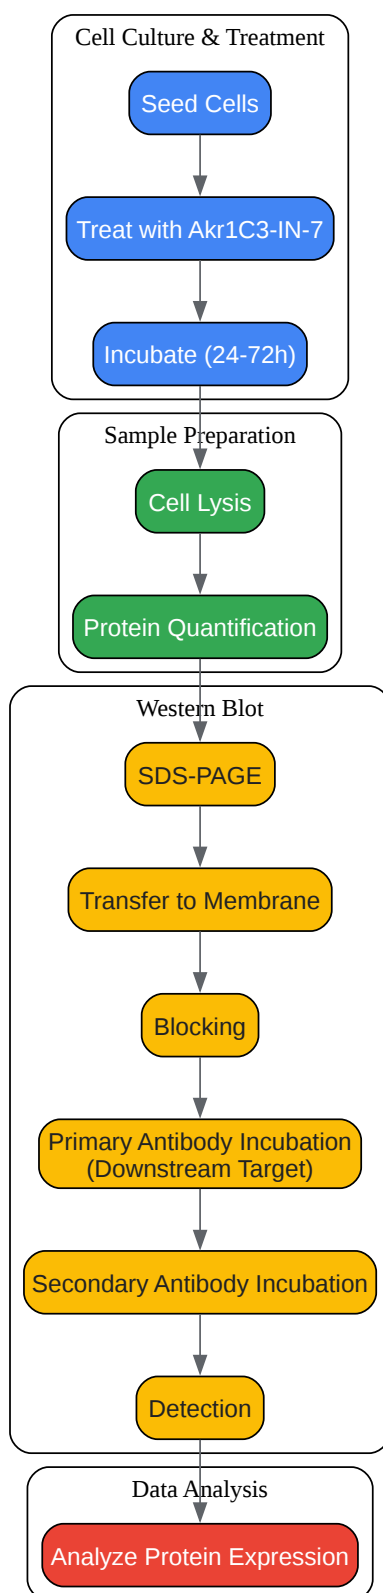 Cell Culture & Treatment
Seed Cells
Treat with Akr1C3-IN-7
Incubate (24-72h)
Sample Preparation
Cell Lysis
Protein Quantification
Western Blot
SDS-PAGE
Transfer to Membrane
Blocking
Primary Antibody Incubation
(Downstream Target)
Secondary Antibody Incubation
Detection
Data Analysis
Analyze Protein Expression